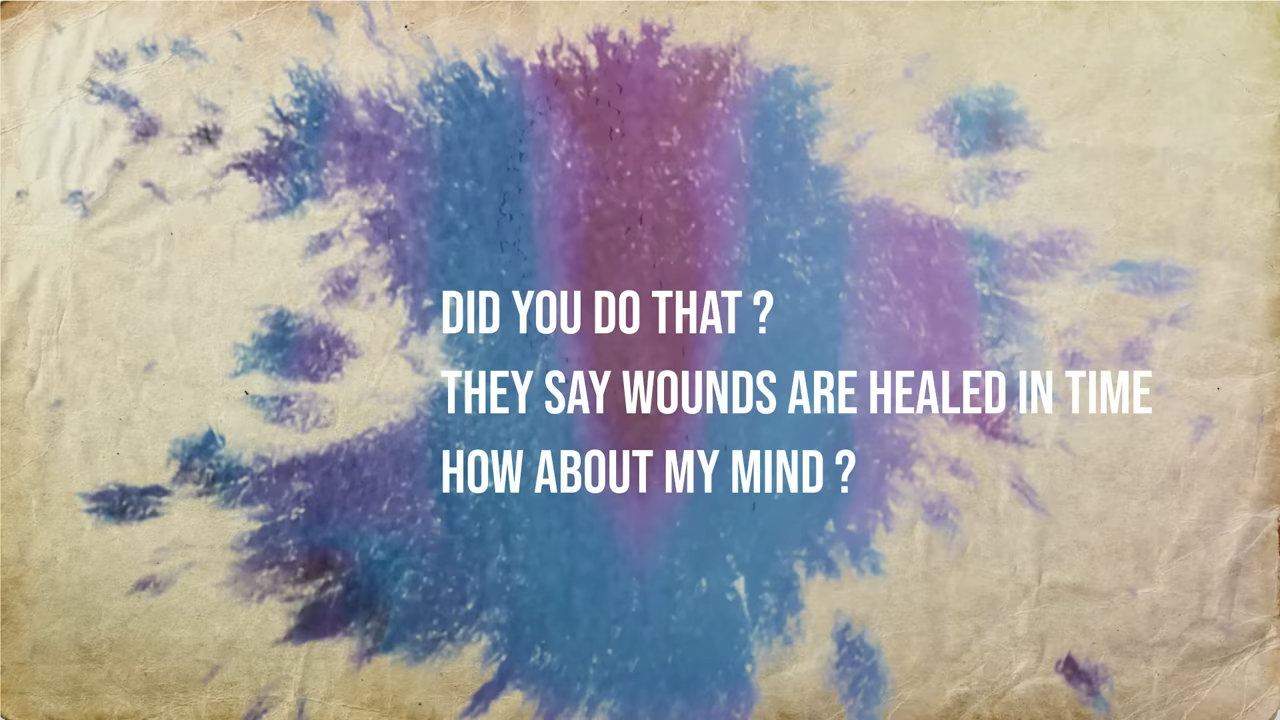 DID YOU DO THAT ?
THEY SAY WOUNDS ARE HEALED IN TIME
HOW ABOUT MY MIND ?